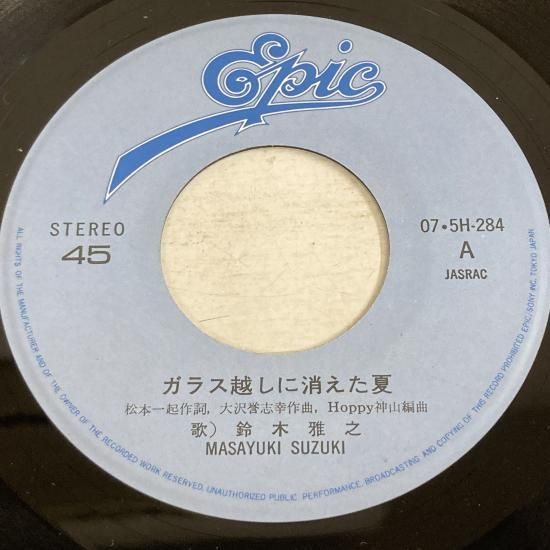 Epic
STEREO
45
07•5H-284
A
JASRAC
ガラス越しに消えた夏
松本一起作詞, 大沢誉志幸作曲, Hoppy神山編曲
歌) 鈴木雅之
MASAYUKI SUZUKI
ALL RIGHTS OF THE MANUFACTURER AND OF THE OWNER OF THE RECORDED WORK RESERVED. UNAUTHORIZED PUBLIC PERFORMANCE, BROADCASTING AND COPYING OF THIS RECORD PROHIBITED EPIC/SONY INC. TOKYO JAPAN